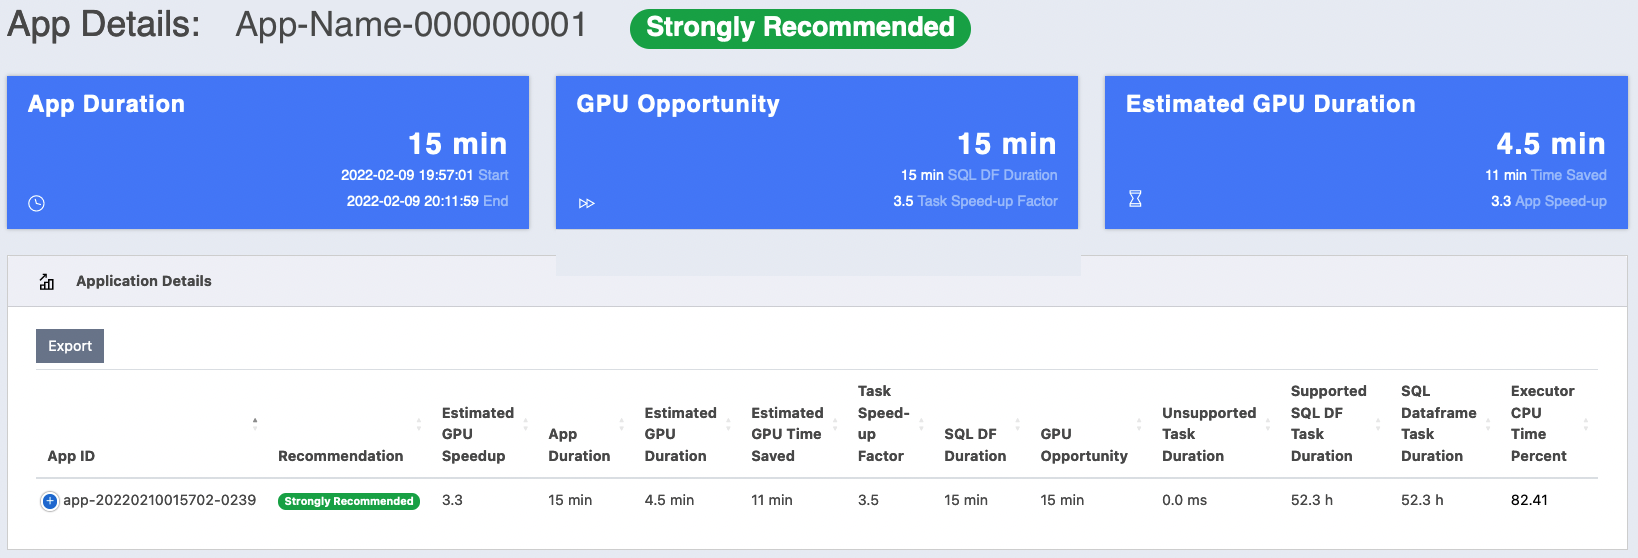 App Details: App-Name-000000001 Strongly Recommended
App Duration
15 min
2022-02-09 19:57:01 Start
2022-02-09 20:11:59 End
GPU Opportunity
15 min
15 min SQL DF Duration
3.5 Task Speed-up Factor
Estimated GPU Duration
4.5 min
11 min Time Saved
3.3 App Speed-up
Application Details
Export
App ID
Recommendation
Estimated
GPU
Speedup
App
Duration
Estimated
GPU
Duration
Estimated
GPU Time
Saved
Task
Speed-
up
Factor
SQL DF
Duration
GPU
Opportunity
Unsupported
Task
Duration
Supported
SQL DF
Task
Duration
SQL
Dataframe
Task
Duration
Executor
CPU
Time
Percent
app-20220210015702-0239 Strongly Recommended 3.3 15 min 4.5 min 11 min 3.5 15 min 15 min 0.0 ms 52.3 h 52.3 h 82.41